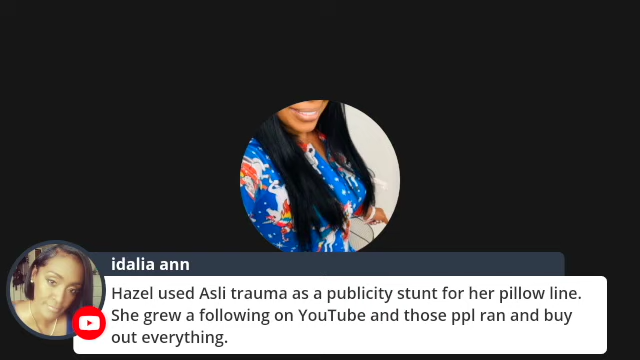 idalia ann
Hazel used Asli trauma as a publicity stunt for her pillow line.
She grew a following on YouTube and those ppl ran and buy
out everything.